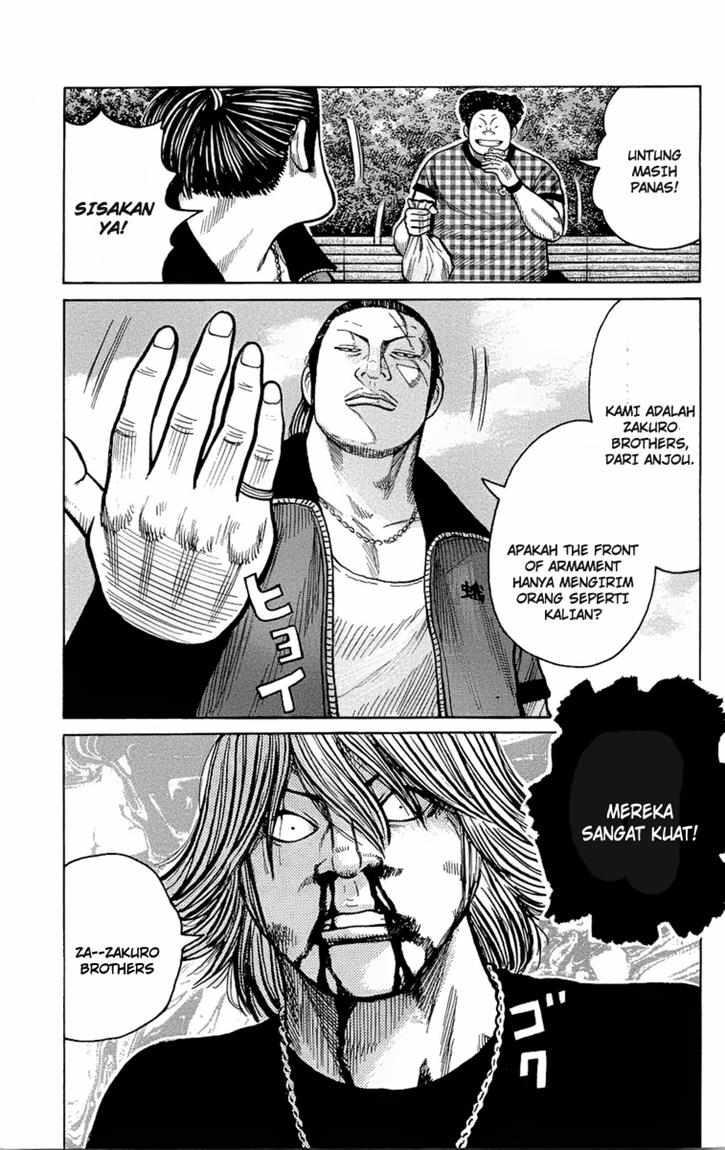 UNTUNG
MASIH
PANAS!
SISAKAN
YA!
KAMI ADALAH
ZAKURO
BROTHERS,
DARI ANJOU.
APAKAH THE FRONT
OF ARMAMENT
HANYA MENGIRIM
ORANG SEPERTI
KALIAN?
ヒョイ
MEREKA
SANGAT KUAT!
ZA--ZAKURO
BROTHERS
ゴク